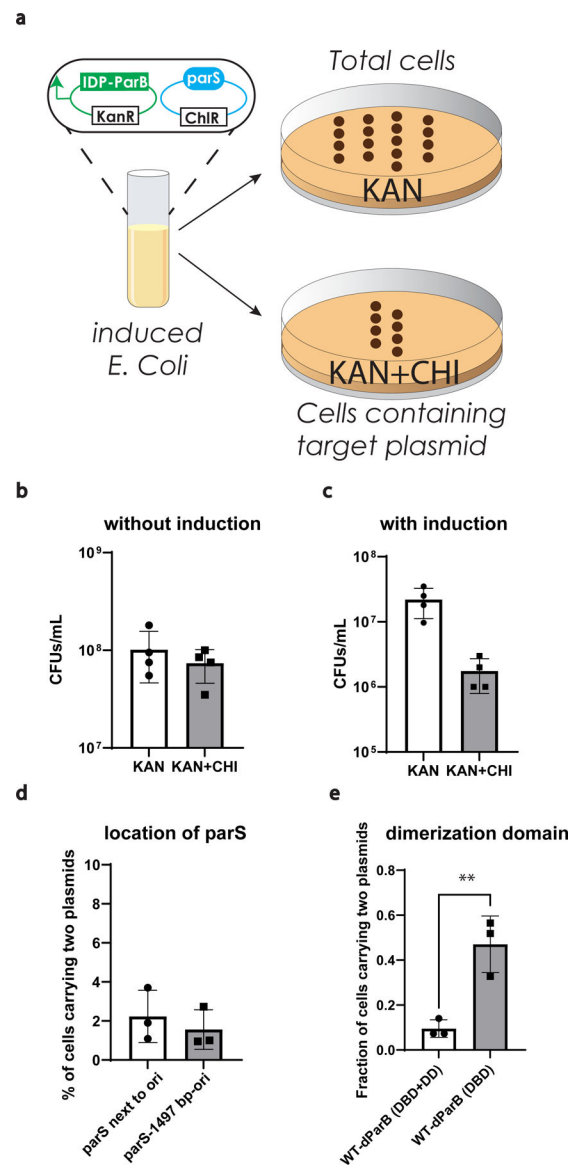 a
Total cells
IDP-ParB
parS
KanR
ChlR
KAN
induced
E. Coli
KAN+CHI
Cells containing
target plasmid
b
without induction
10⁹
10⁸
10⁷
CFUs/mL
KAN
KAN+CHI
c
with induction
10⁸
10⁷
10⁶
10⁵
CFUs/mL
KAN
KAN+CHI
d
location of parS
10
8
6
4
2
0
% of cells carrying two plasmids
parS next to ori
parS-1497 bp-ori
e
dimerization domain
0.8
0.6
0.4
0.2
0.0
Fraction of cells carrying two plasmids
**
WT-dParB (DBD+DD)
WT-dParB (DBD)